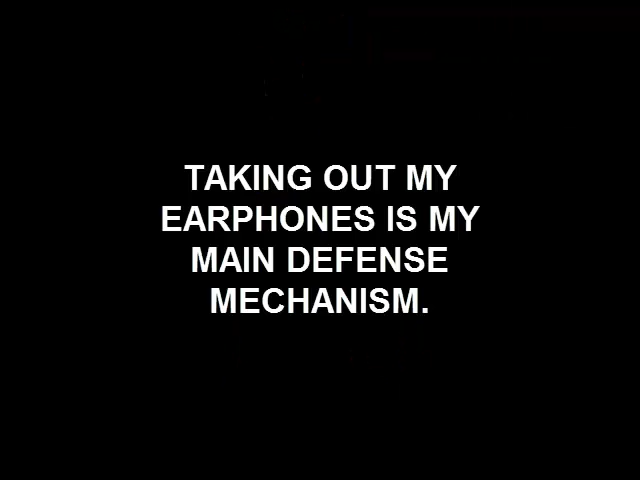 TAKING OUT MY
EARPHONES IS MY
MAIN DEFENSE
MECHANISM.